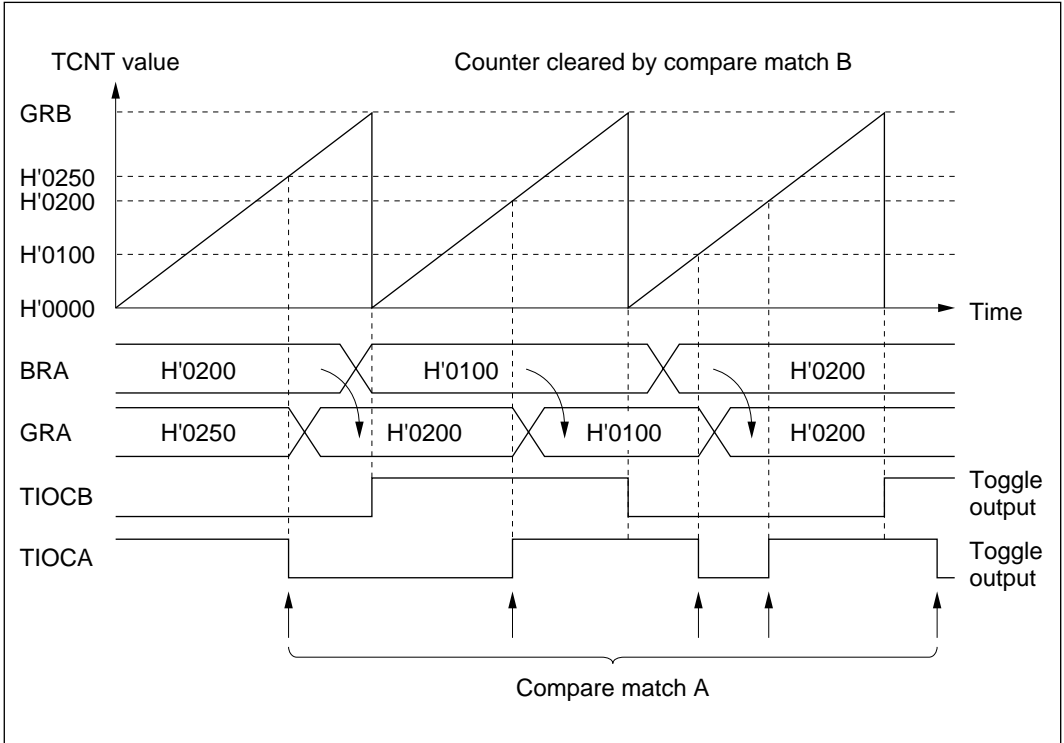 TCNT value
Counter cleared by compare match B
GRB
H'0250
H'0200
H'0100
H'0000
Time
BRA
H'0200
H'0100
H'0200
GRA
H'0250
H'0200
H'0100
H'0200
TIOCB
Toggle
output
TIOCA
Toggle
output
Compare match A